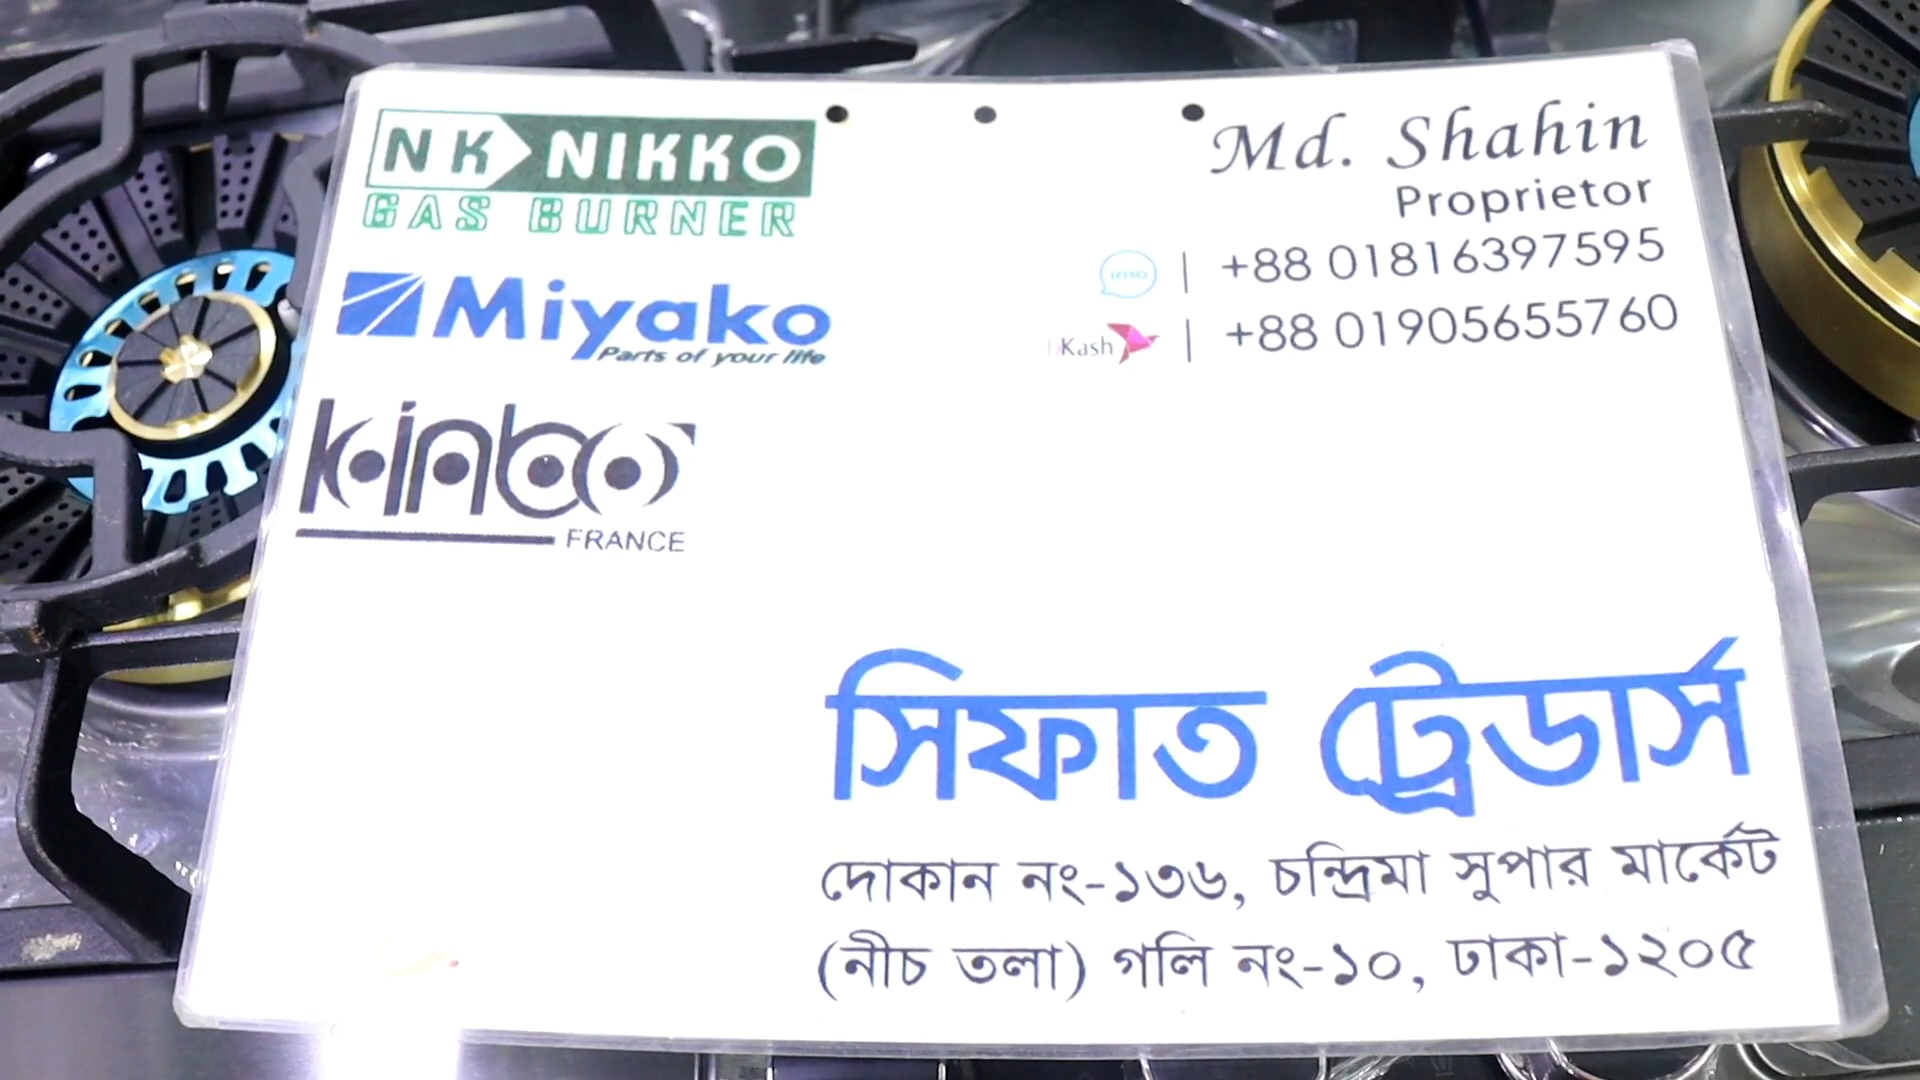 NK NIKKO
GAS BURNER
Miyako
Parts of your life
kinbo
FRANCE
Md. Shahin
Proprietor
imo | +88 01816397595
bKash | +88 01905655760
সিফাত ট্রেডার্স
দোকান নং-১৩৬, চন্দ্রিমা সুপার মার্কেট
(নীচ তলা) গলি নং-১০, ঢাকা-১২০৫